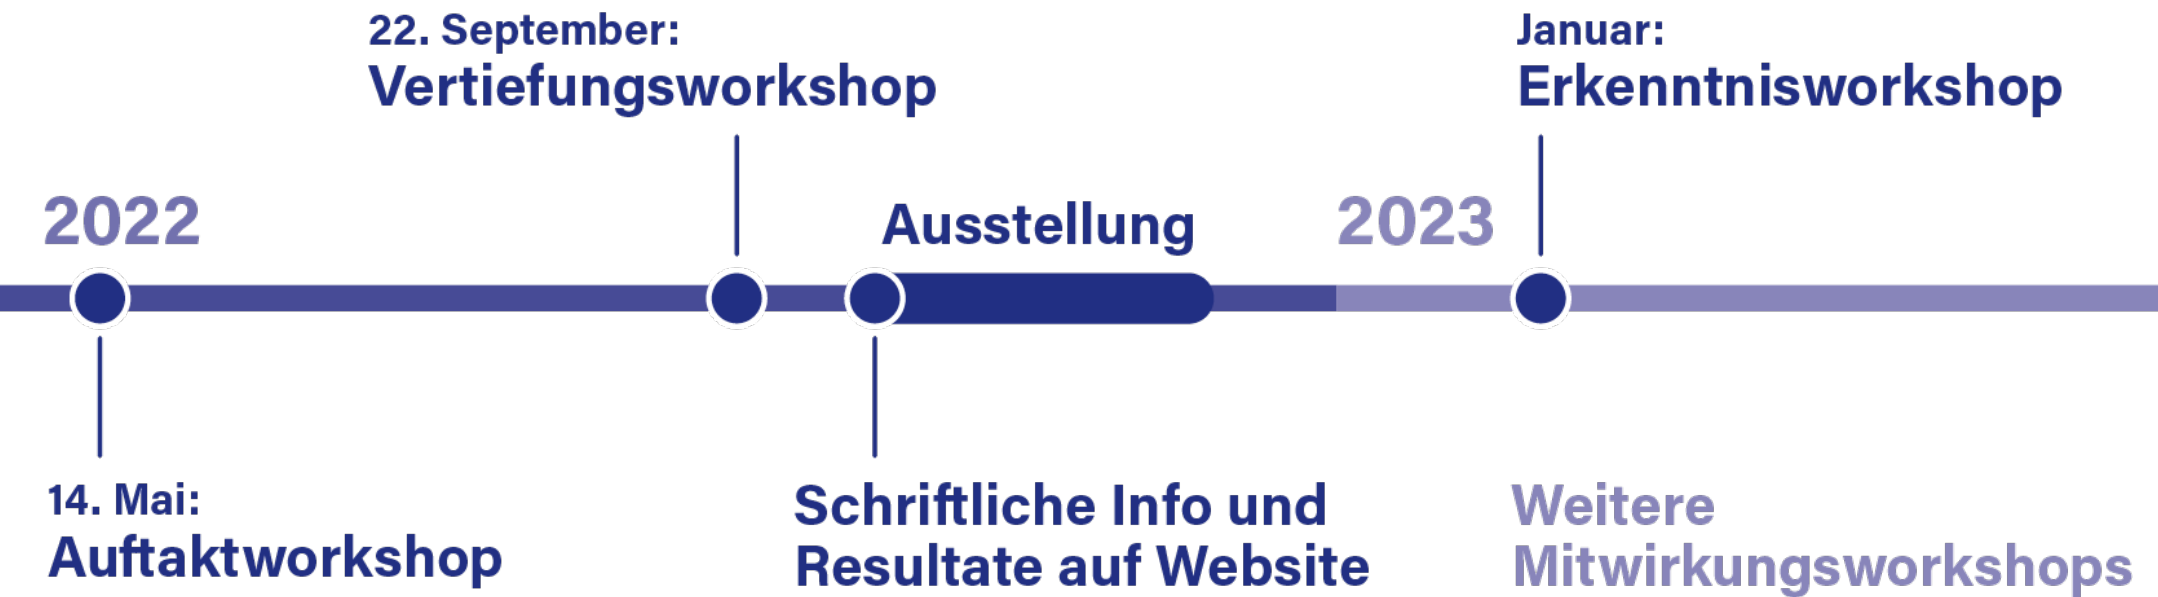 22. September:
Vertiefungsworkshop
Januar:
Erkenntnisworkshop
2022
Ausstellung
2023
14. Mai:
Auftaktworkshop
Schriftliche Info und
Resultate auf Website
Weitere
Mitwirkungsworkshops